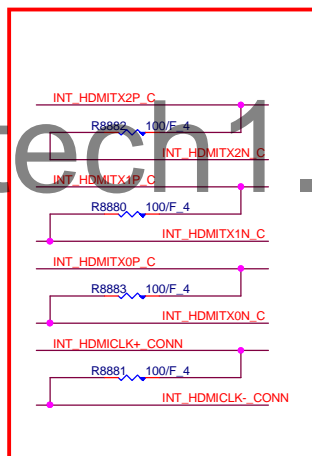 INT_HDMITX2P_C
R8882 100/F_4
INT_HDMITX2N_C
tech1.
INT_HDMITX1P_C
R8880 100/F_4
INT_HDMITX1N_C
INT_HDMITX0P_C
R8883 100/F_4
INT_HDMITX0N_C
INT_HDMICLK+_CONN
R8881 100/F_4
INT_HDMICLK-_CONN